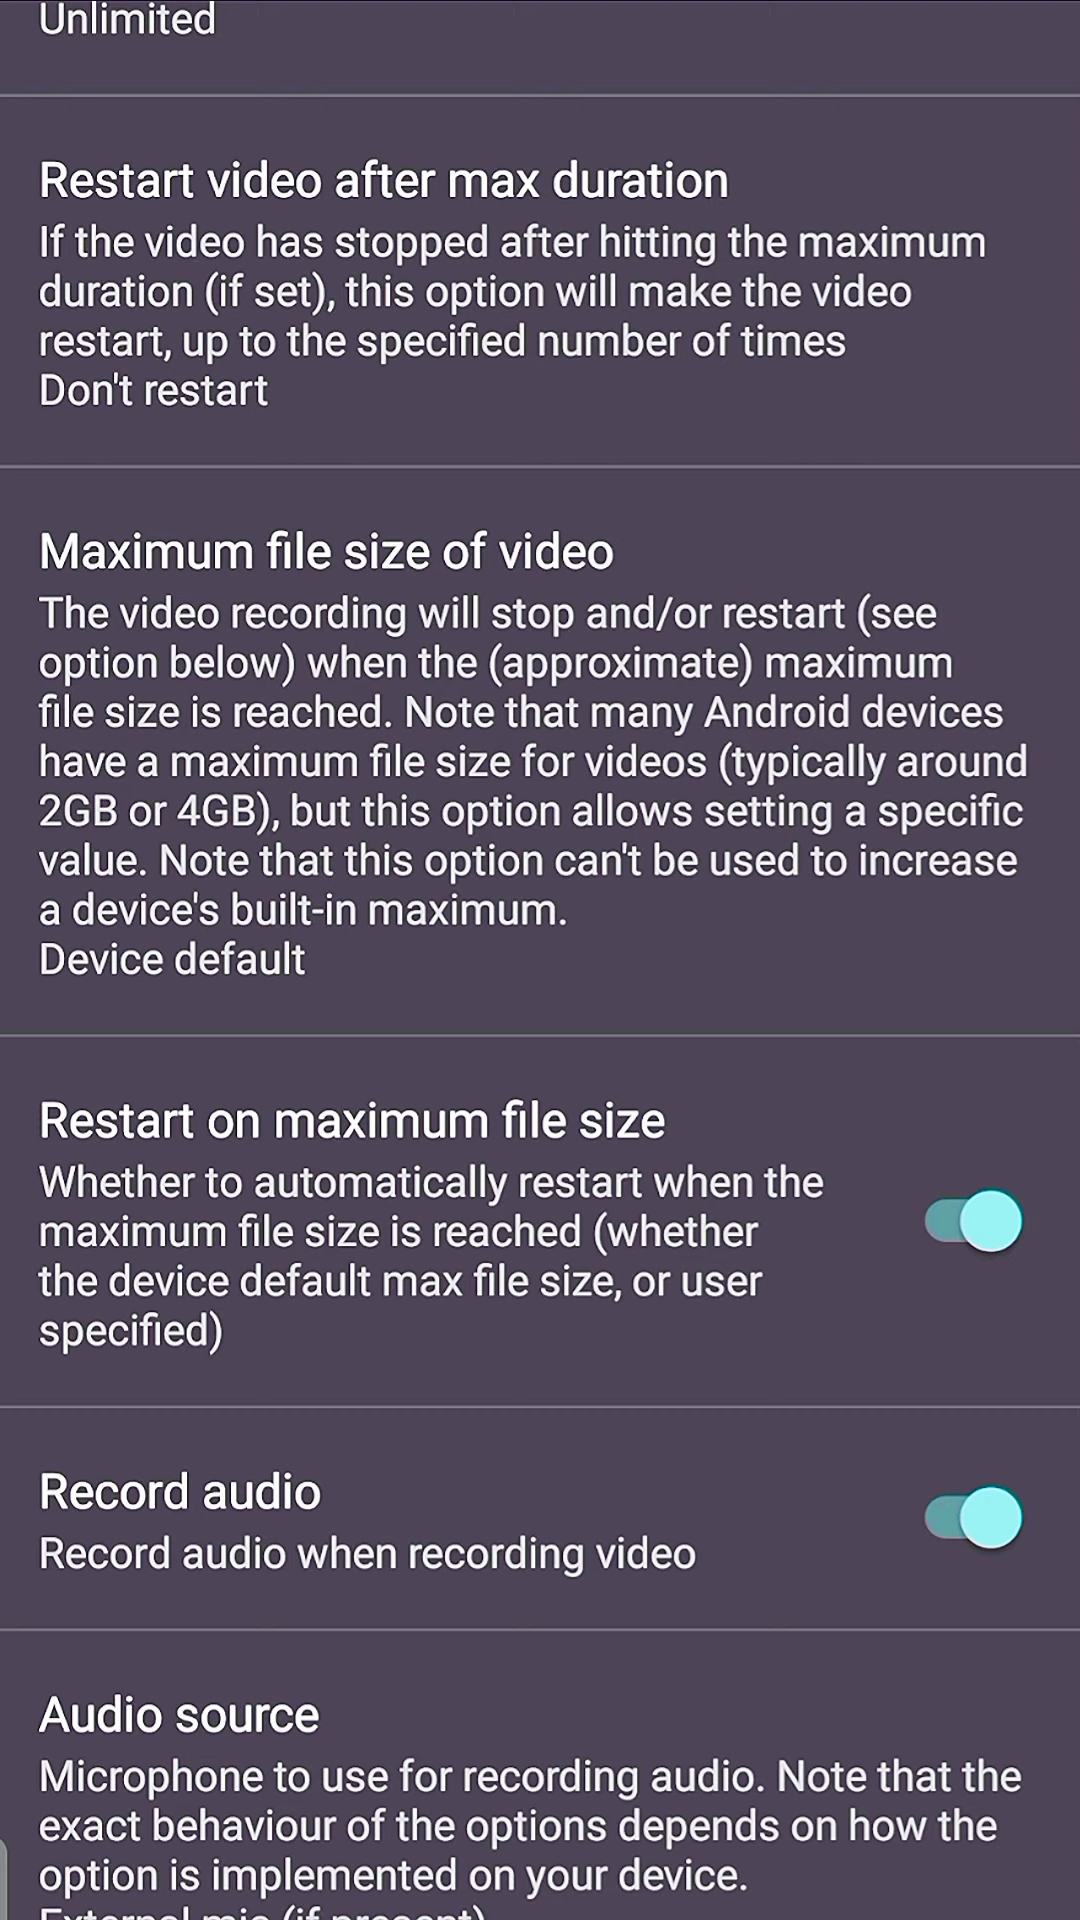 Unlimited
Restart video after max duration
If the video has stopped after hitting the maximum
duration (if set), this option will make the video
restart, up to the specified number of times
Don't restart
Maximum file size of video
The video recording will stop and/or restart (see
option below) when the (approximate) maximum
file size is reached. Note that many Android devices
have a maximum file size for videos (typically around
2GB or 4GB), but this option allows setting a specific
value. Note that this option can't be used to increase
a device's built-in maximum.
Device default
Restart on maximum file size
Whether to automatically restart when the
maximum file size is reached (whether
the device default max file size, or user
specified)
Record audio
Record audio when recording video
Audio source
Microphone to use for recording audio. Note that the
exact behaviour of the options depends on how the
option is implemented on your device.
External mic (if present)